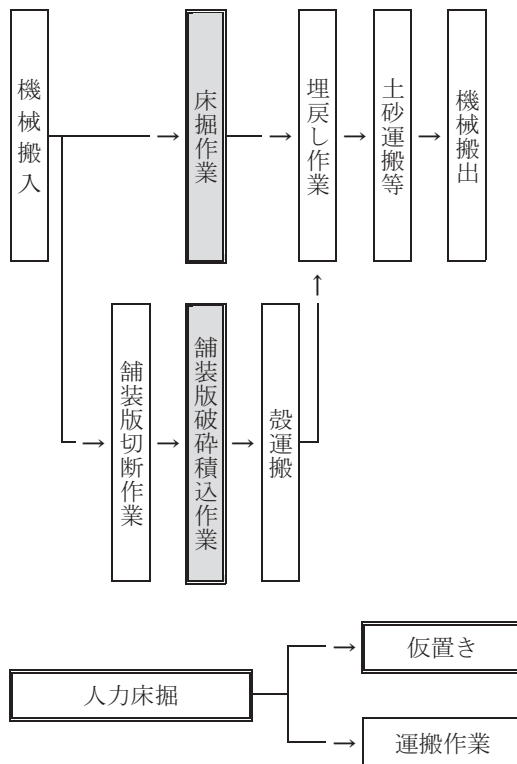 機械搬入
床掘作業
埋戻し作業
土砂運搬等
機械搬出
舗装版切断作業
舗装版破砕積込作業
殻運搬
人力床掘
仮置き
運搬作業